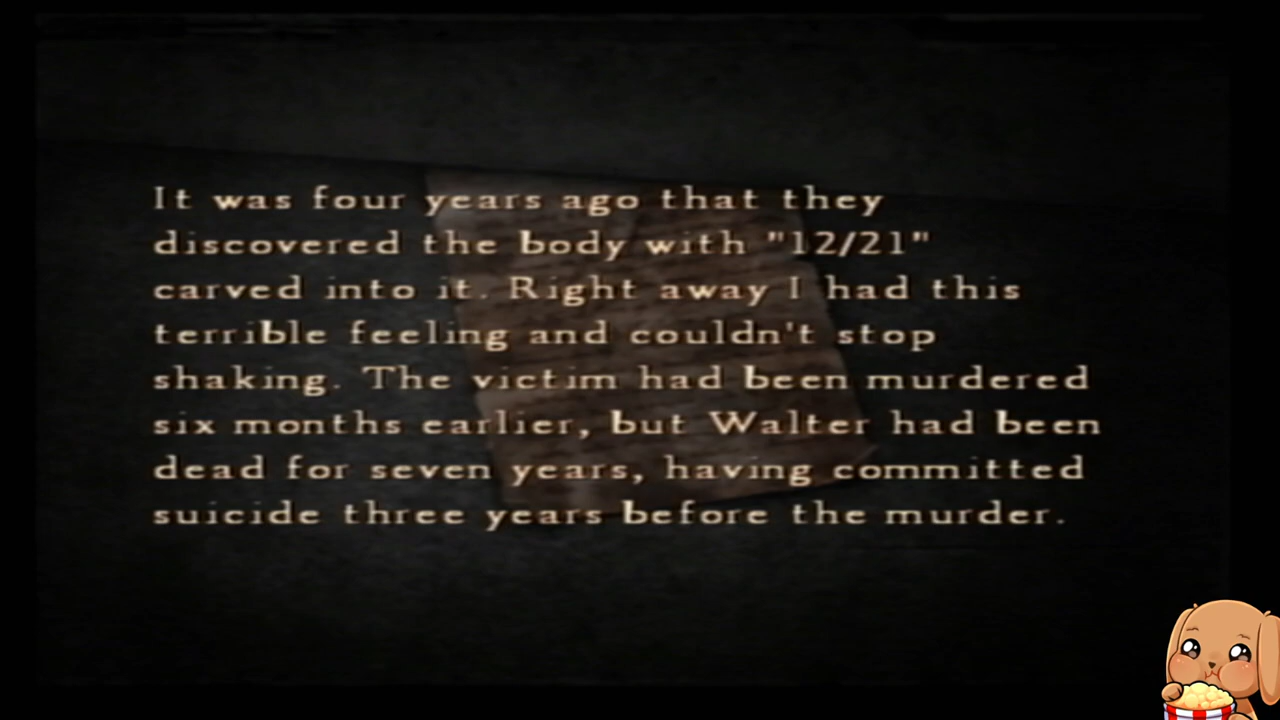 It was four years ago that they
discovered the body with "12/21"
carved into it. Right away I had this
terrible feeling and couldn't stop
shaking. The victim had been murdered
six months earlier, but Walter had been
dead for seven years, having committed
suicide three years before the murder.